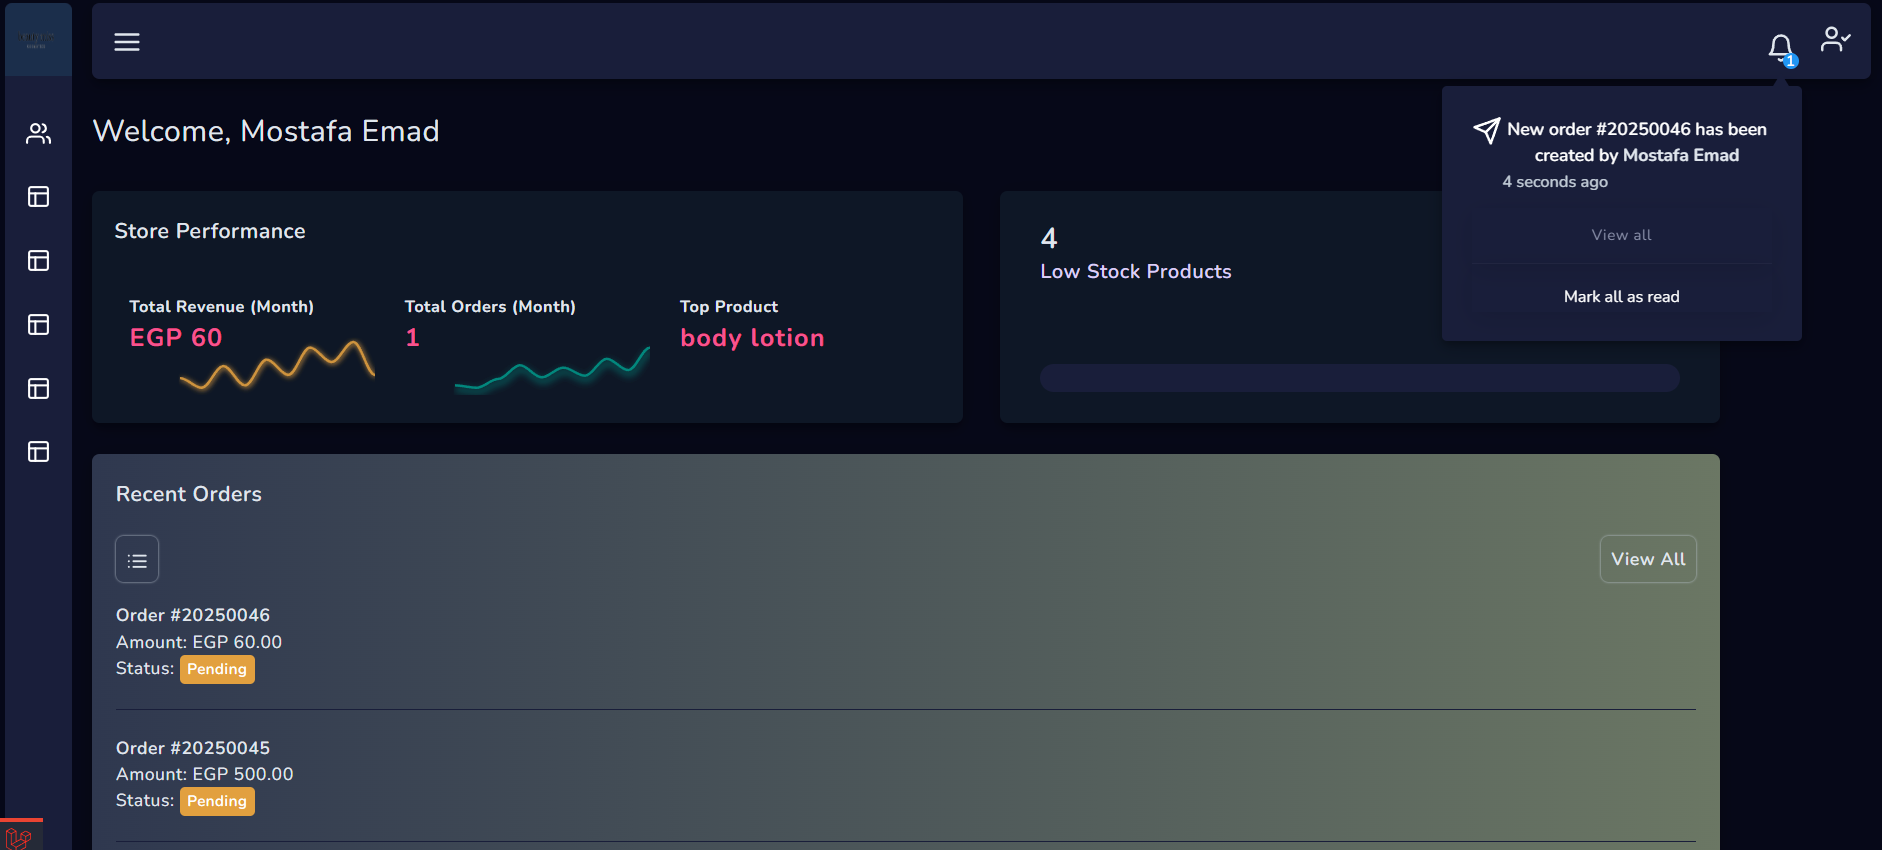 1
Welcome, Mostafa Emad
New order #20250046 has been
created by Mostafa Emad
4 seconds ago
View all
Mark all as read
Store Performance
Total Revenue (Month)
EGP 60
Total Orders (Month)
1
Top Product
body lotion
4
Low Stock Products
Recent Orders
View All
Order #20250046
Amount: EGP 60.00
Status: Pending
Order #20250045
Amount: EGP 500.00
Status: Pending